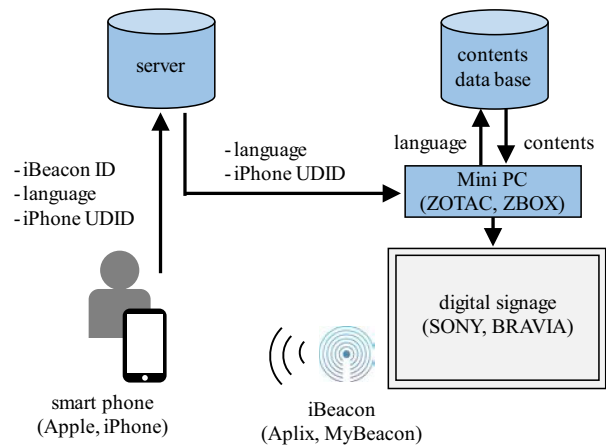 server
contents
data base
language
contents
- language
- iPhone UDID
- iBeacon ID
- language
- iPhone UDID
Mini PC
(ZOTAC, ZBOX)
digital signage
(SONY, BRAVIA)
smart phone
(Apple, iPhone)
iBeacon
(Aplix, MyBeacon)